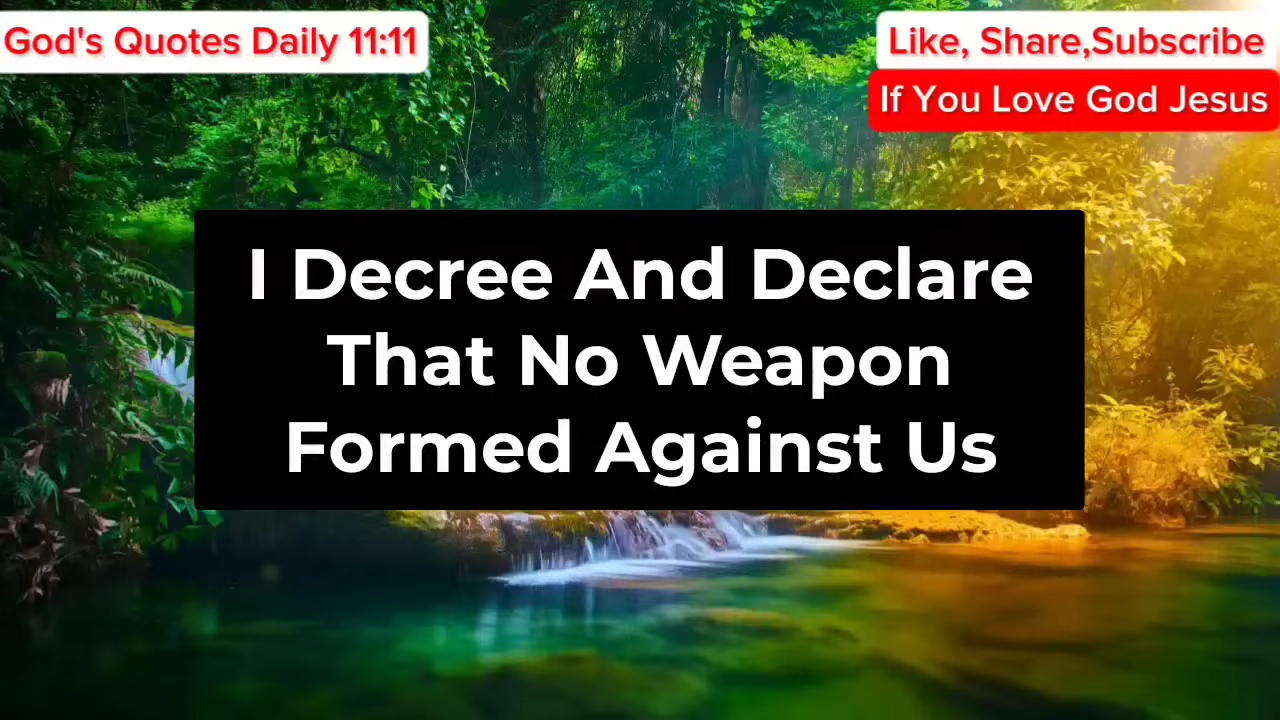 God's Quotes Daily 11:11
Like, Share,Subscribe
If You Love God Jesus
I Decree And Declare
That No Weapon
Formed Against Us